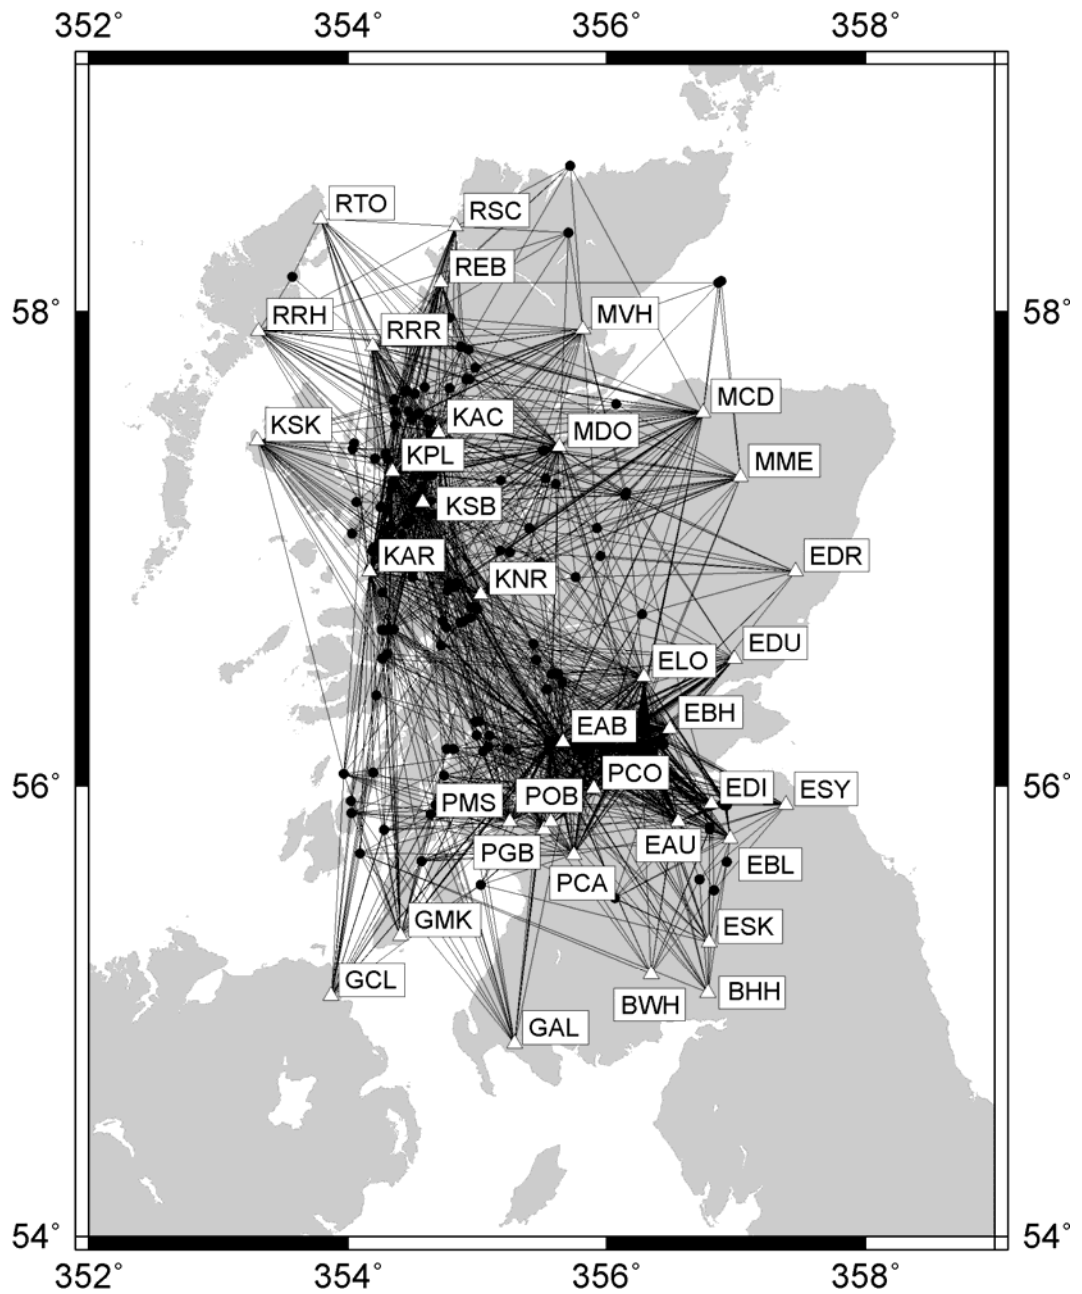 352° 354° 356° 358°
RTO
RSC
REB
58° 58°
RRH
MVH
RRR
MCD
KAC
KSK
MDO
KPL
MME
KSB
KAR
EDR
KNR
EDU
ELO
EBH
EAB
PCO
EDI
ESY
PMS
POB
56° 56°
EAU
PGB
EBL
PCA
GMK
ESK
GCL
BHH
BWH
GAL
54° 54°
352° 354° 356° 358°